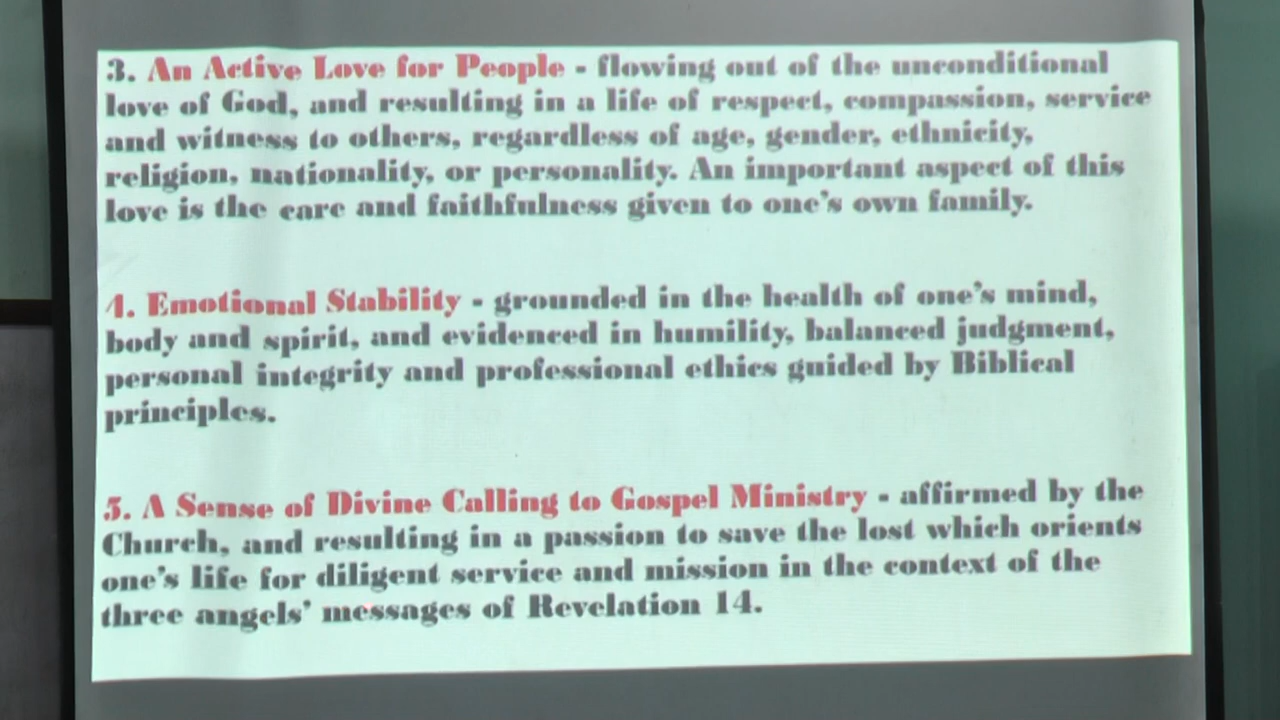 3. An Active Love for People - flowing out of the unconditional
love of God, and resulting in a life of respect, compassion, service
and witness to others, regardless of age, gender, ethnicity,
religion, nationality, or personality. An important aspect of this
love is the care and faithfulness given to one's own family.
4. Emotional Stability - grounded in the health of one's mind,
body and spirit, and evidenced in humility, balanced judgment,
personal integrity and professional ethics guided by Biblical
principles.
5. A Sense of Divine Calling to Gospel Ministry - affirmed by the
Church, and resulting in a passion to save the lost which orients
one's life for diligent service and mission in the context of the
three angels' messages of Revelation 14.